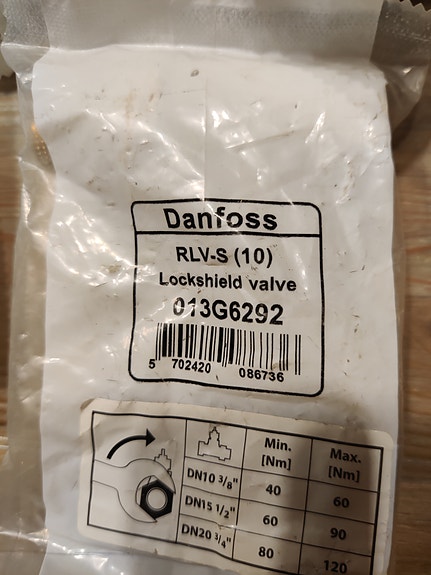 Danfoss
RLV-S (10)
Lockshield valve
013G6292
5 702420 086736
Min. [Nm] Max. [Nm]
DN10 3/8" 40 60
DN15 1/2" 60 90
DN20 3/4" 80 120